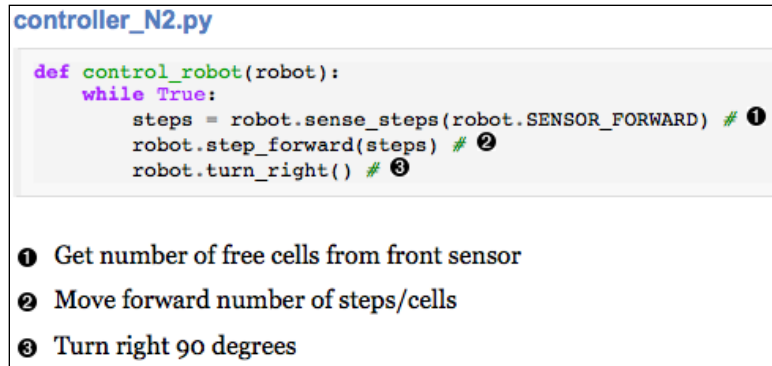 controller_N2.py
def control_robot(robot):
    while True:
        steps = robot.sense_steps(robot.SENSOR_FORWARD) # ❶
        robot.step_forward(steps) # ❷
        robot.turn_right() # ❸
❶ Get number of free cells from front sensor
❷ Move forward number of steps/cells
❸ Turn right 90 degrees